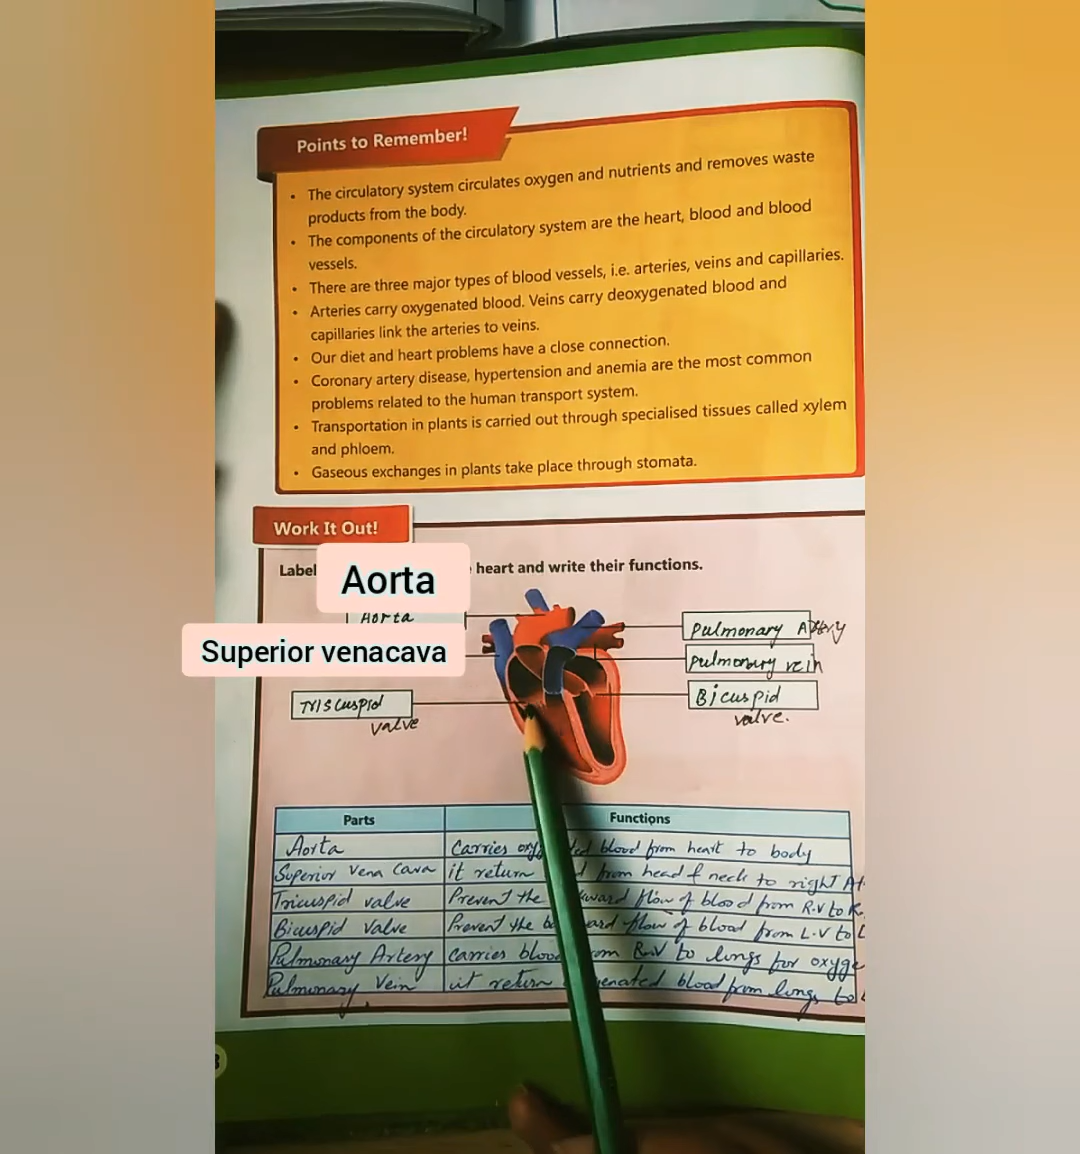 Points to Remember!
• The circulatory system circulates oxygen and nutrients and removes waste
products from the body.
• The components of the circulatory system are the heart, blood and blood
vessels.
• There are three major types of blood vessels, i.e. arteries, veins and capillaries.
• Arteries carry oxygenated blood. Veins carry deoxygenated blood and
capillaries link the arteries to veins.
• Our diet and heart problems have a close connection.
• Coronary artery disease, hypertension and anemia are the most common
problems related to the human transport system.
• Transportation in plants is carried out through specialised tissues called xylem
and phloem.
• Gaseous exchanges in plants take place through stomata.
Work It Out!
Label heart and write their functions.
Aorta
Aorta
Superior venacava
Pulmonary
Pulmonary vein
Triscuspid
valve
Bicuspid
valve.
Parts Functions
Aorta Carries blood from heart to body
Superior Vena Cava it return from head & neck to right
Tricuspid valve Prevent the flow of blood from R.V to
Bicuspid valve Prevent the flow of blood from L.V to
Pulmonary Artery carries to lungs for
Pulmonary Vein it return blood from lungs to